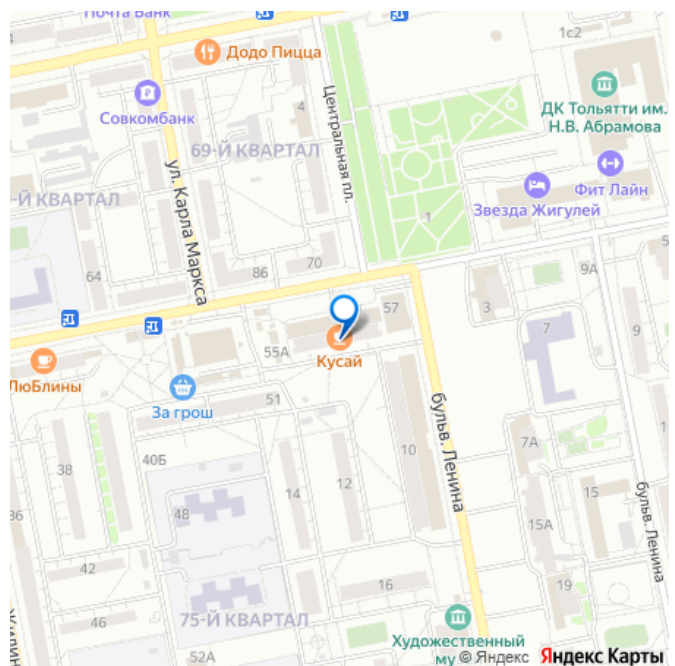 Почта Банк
1с2
Додо Пицца
4
ДК Тольятти им.
Н.В. Абрамова
Совкомбанк
Центральная пл.
69-Й КВАРТАЛ
ул. Карла Маркса
Фит Лайн
Звезда Жигулей
1
-Й КВАРТАЛ
64
86
70
5
9А
3
57
7
9
55А
Кусай
ЛюБлины
За грош
51
бульв. Ленина
38
40Б
10
7А
48
14
12
15
бульв. Ленина
15А
36
42
16
19
46
75-Й КВАРТАЛ
Жилин
52А
Художественный
му
© Яндекс Яндекс Карты